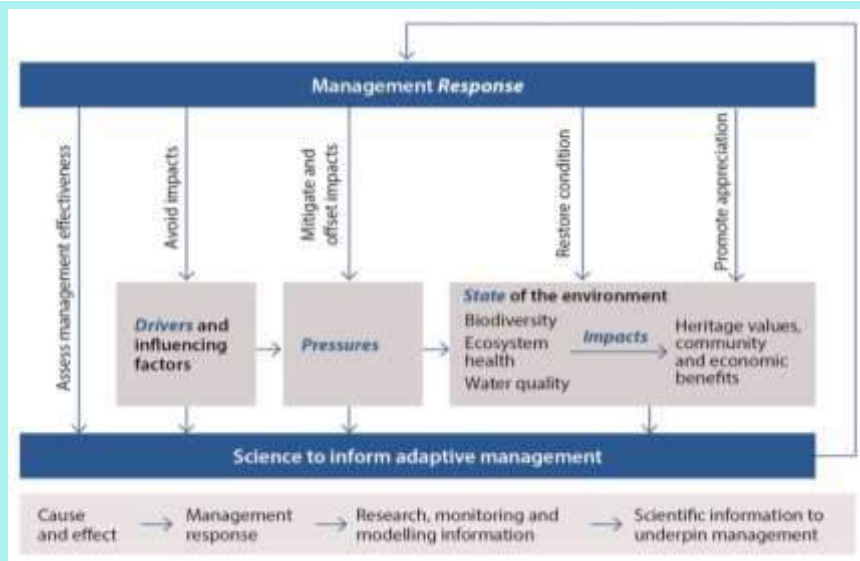 Management Response
Assess management effectiveness
Avoid impacts
Mitigate and
offset impacts
Restore condition
Promote appreciation
Drivers and
influencing
factors
Pressures
State of the environment
Biodiversity
Ecosystem
health
Water quality
Impacts
Heritage values,
community
and economic
benefits
Science to inform adaptive management
Cause
and effect
Management
response
Research, monitoring and
modelling information
Scientific information to
underpin management